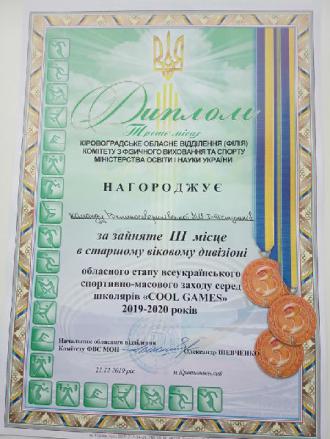 Диплом
Третє місце
КІРОВОГРАДСЬКЕ ОБЛАСНЕ ВІДДІЛЕННЯ (ФІЛІЯ)
КОМІТЕТУ З ФІЗИЧНОГО ВИХОВАННЯ ТА СПОРТУ
МІНІСТЕРСТВА ОСВІТИ І НАУКИ УКРАЇНИ
НАГОРОДЖУЄ
команду
за зайняте ІІІ місце
в старшому віковому дивізіоні
обласного етапу всеукраїнського
спортивно-масового заходу серед
школярів «COOL GAMES»
2019-2020 років
Начальник обласного відділення
Комітету ФВС МОН Олександр ШЕВЧЕНКО
м.Кропивницький